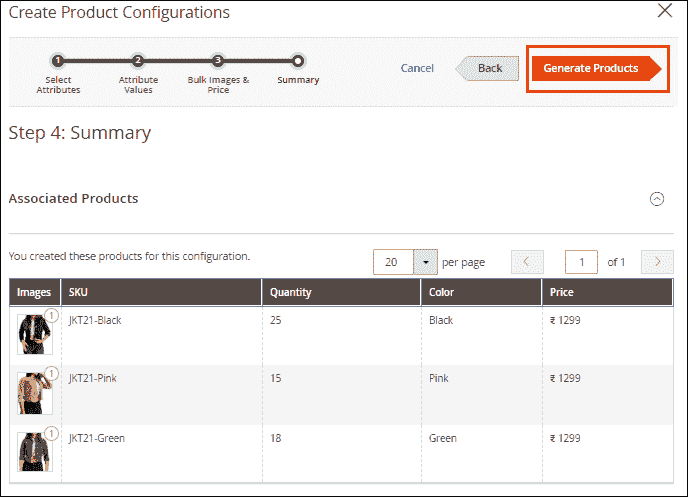 Create Product Configurations
1 2 3
Select Attribute Bulk Images & Summary
Attributes Values Price
Cancel Back Generate Products
Step 4: Summary
Associated Products
You created these products for this configuration. 20 per page 1 of 1
Images SKU Quantity Color Price
1 JKT21-Black 25 Black ₹ 1299
1 JKT21-Pink 15 Pink ₹ 1299
1 JKT21-Green 18 Green ₹ 1299